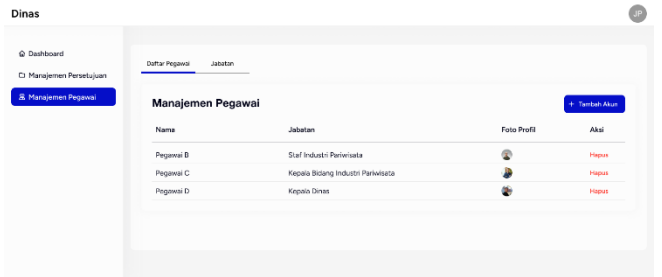 Dinas
JP
Dashboard
Manajemen Persetujuan
Manajemen Pegawai
Daftar Pegawai Jabatan
Manajemen Pegawai
+ Tambah Akun
Nama Jabatan Foto Profil Aksi
Pegawai B Staf Industri Pariwisata Hapus
Pegawai C Kepala Bidang Industri Pariwisata Hapus
Pegawai D Kepala Dinas Hapus